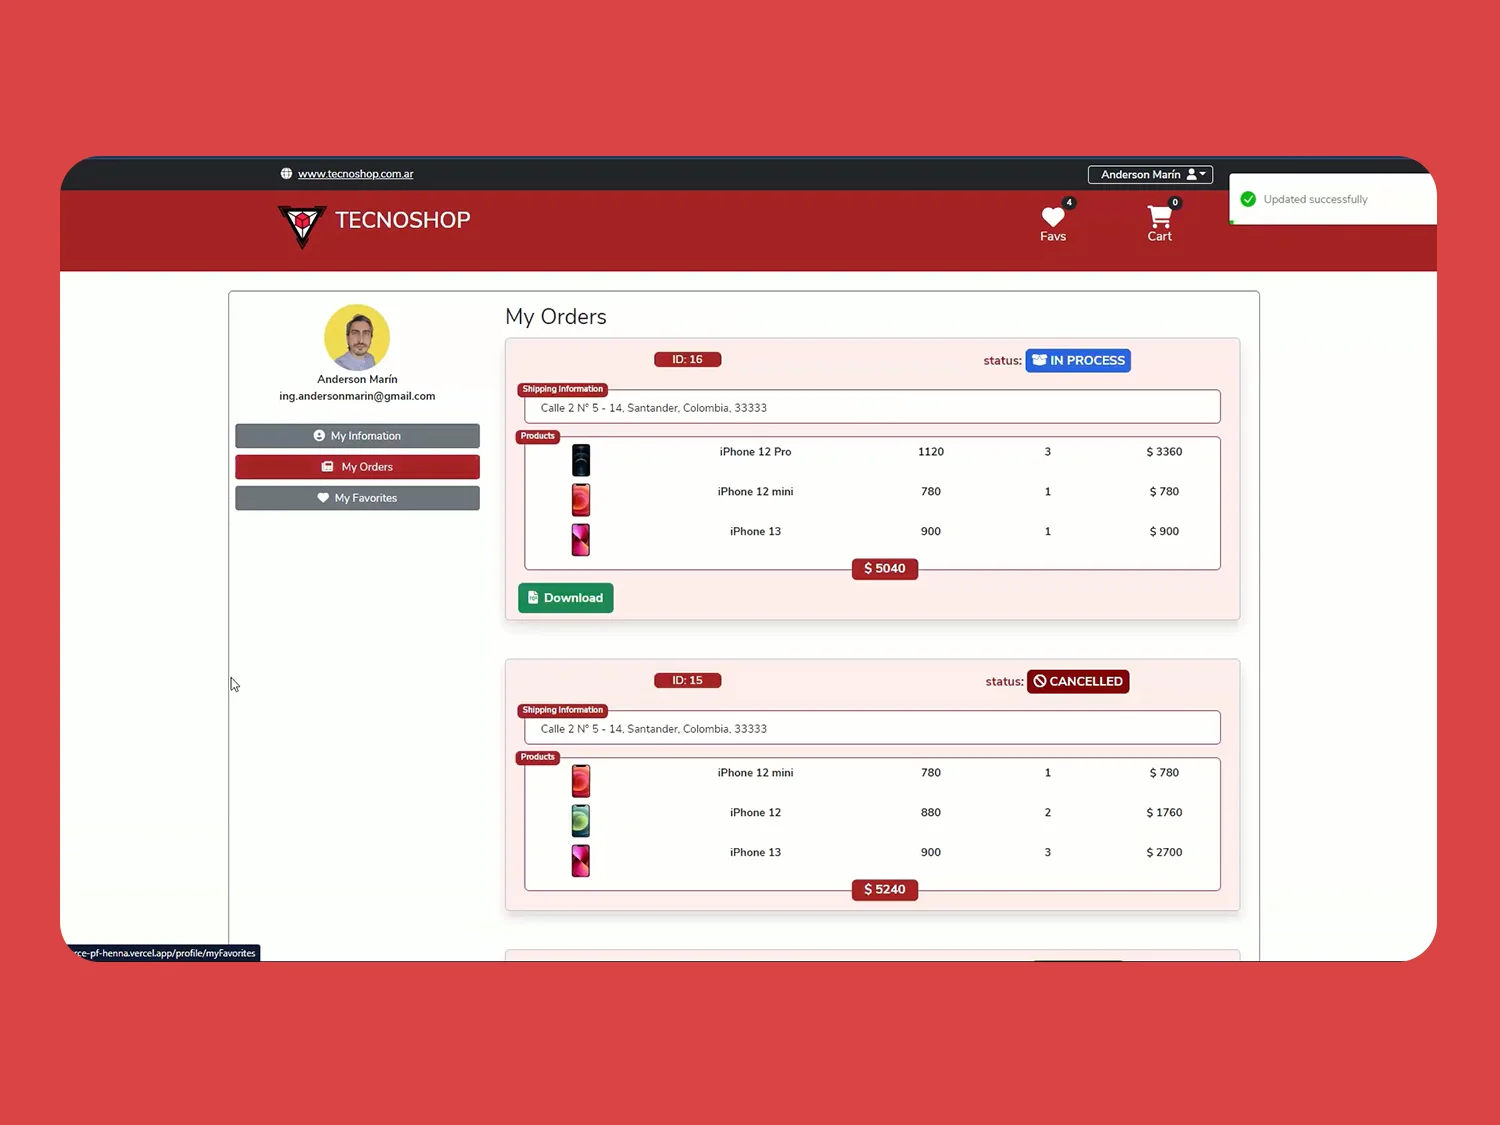 www.tecnoshop.com.ar
Anderson Marín
Updated successfully
TECNOSHOP
4
Favs
0
Cart
Anderson Marín
ing.andersonmarin@gmail.com
My Infomation
My Orders
My Favorites
My Orders
ID: 16
status: IN PROCESS
Shipping Information
Calle 2 N° 5 - 14, Santander, Colombia, 33333
Products
iPhone 12 Pro 1120 3 $ 3360
iPhone 12 mini 780 1 $ 780
iPhone 13 900 1 $ 900
$ 5040
Download
ID: 15
status: CANCELLED
Shipping Information
Calle 2 N° 5 - 14, Santander, Colombia, 33333
Products
iPhone 12 mini 780 1 $ 780
iPhone 12 880 2 $ 1760
iPhone 13 900 3 $ 2700
$ 5240
rce-pf-henna.vercel.app/profile/myFavorites